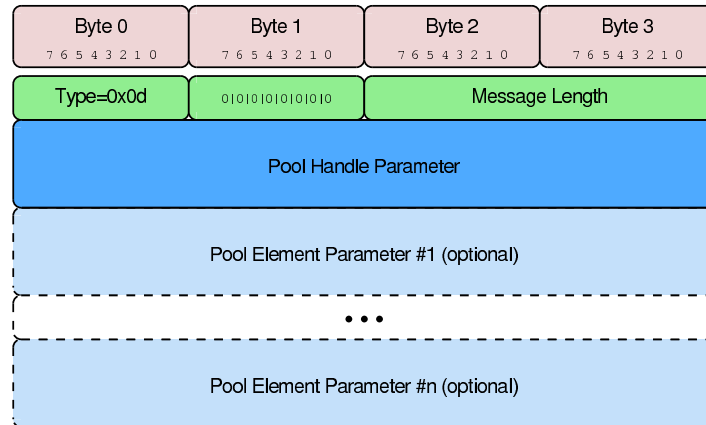 Byte 0 Byte 1 Byte 2 Byte 3
7 6 5 4 3 2 1 0 7 6 5 4 3 2 1 0 7 6 5 4 3 2 1 0 7 6 5 4 3 2 1 0
Type=0x0d 0|0|0|0|0|0|0|0 Message Length
Pool Handle Parameter
Pool Element Parameter #1 (optional)
•••
Pool Element Parameter #n (optional)